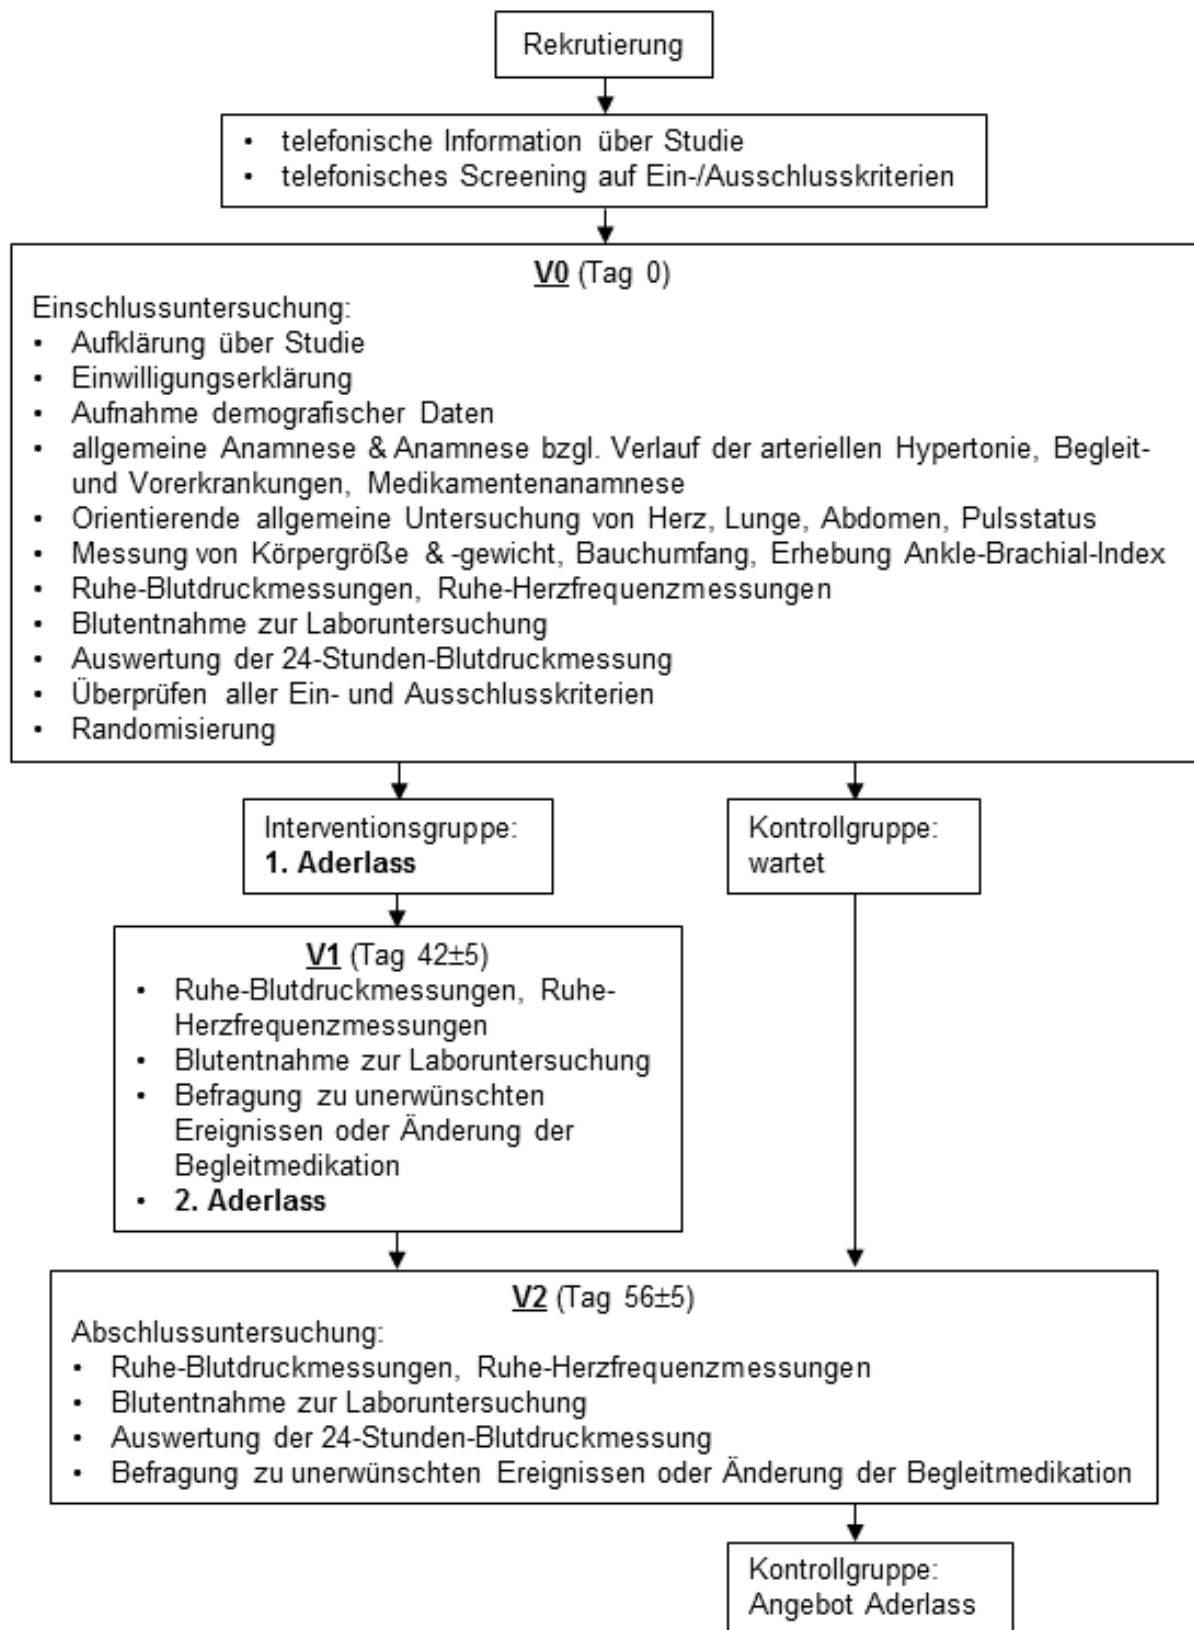 Rekrutierung
• telefonische Information über Studie
• telefonisches Screening auf Ein-/Ausschlusskriterien
V0 (Tag 0)
Einschlussuntersuchung:
• Aufklärung über Studie
• Einwilligungserklärung
• Aufnahme demografischer Daten
• allgemeine Anamnese & Anamnese bzgl. Verlauf der arteriellen Hypertonie, Begleit-
und Vorerkrankungen, Medikamentenanamnese
• Orientierende allgemeine Untersuchung von Herz, Lunge, Abdomen, Pulsstatus
• Messung von Körpergröße & -gewicht, Bauchumfang, Erhebung Ankle-Brachial-Index
• Ruhe-Blutdruckmessungen, Ruhe-Herzfrequenzmessungen
• Blutentnahme zur Laboruntersuchung
• Auswertung der 24-Stunden-Blutdruckmessung
• Überprüfen aller Ein- und Ausschlusskriterien
• Randomisierung
Interventionsgruppe:
1. Aderlass
Kontrollgruppe:
wartet
V1 (Tag 42±5)
• Ruhe-Blutdruckmessungen, Ruhe-
Herzfrequenzmessungen
• Blutentnahme zur Laboruntersuchung
• Befragung zu unerwünschten
Ereignissen oder Änderung der
Begleitmedikation
• 2. Aderlass
V2 (Tag 56±5)
Abschlussuntersuchung:
• Ruhe-Blutdruckmessungen, Ruhe-Herzfrequenzmessungen
• Blutentnahme zur Laboruntersuchung
• Auswertung der 24-Stunden-Blutdruckmessung
• Befragung zu unerwünschten Ereignissen oder Änderung der Begleitmedikation
Kontrollgruppe:
Angebot Aderlass